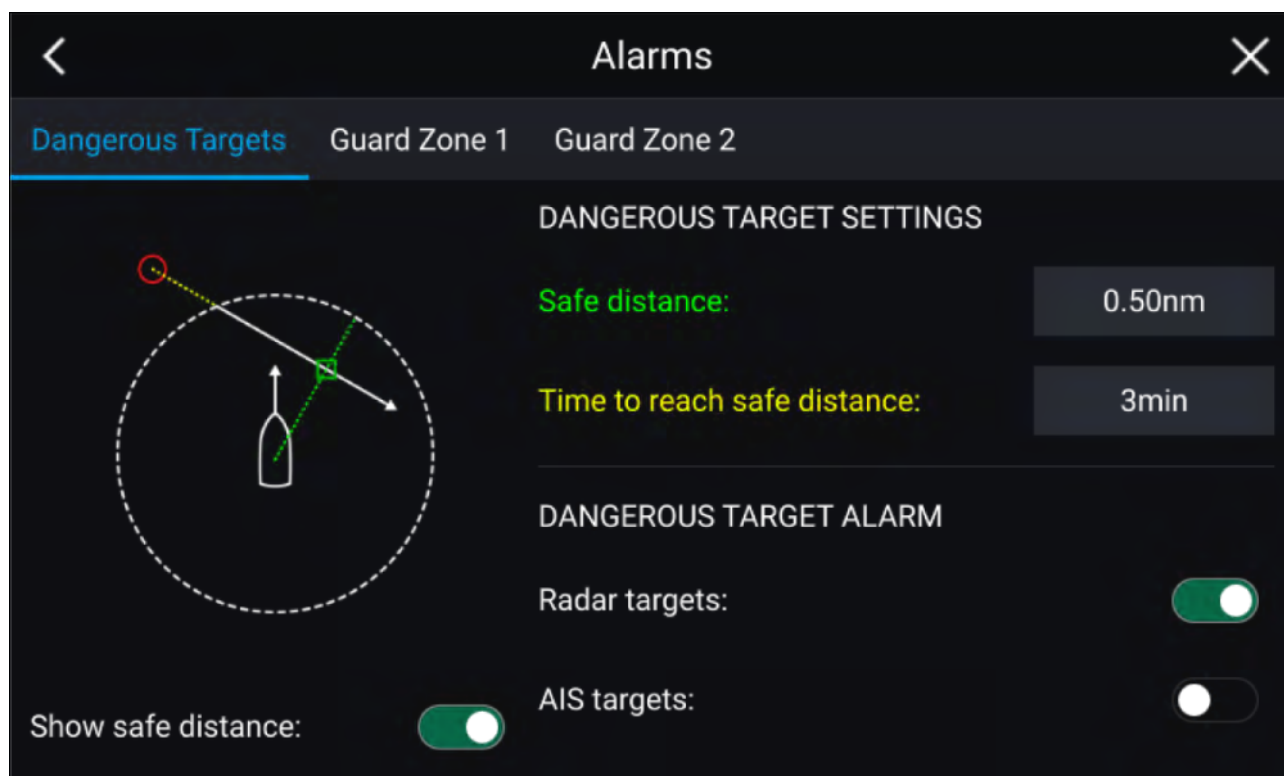 Alarms
Dangerous Targets Guard Zone 1 Guard Zone 2
DANGEROUS TARGET SETTINGS
Safe distance: 0.50nm
Time to reach safe distance: 3min
DANGEROUS TARGET ALARM
Radar targets:
AIS targets:
Show safe distance: